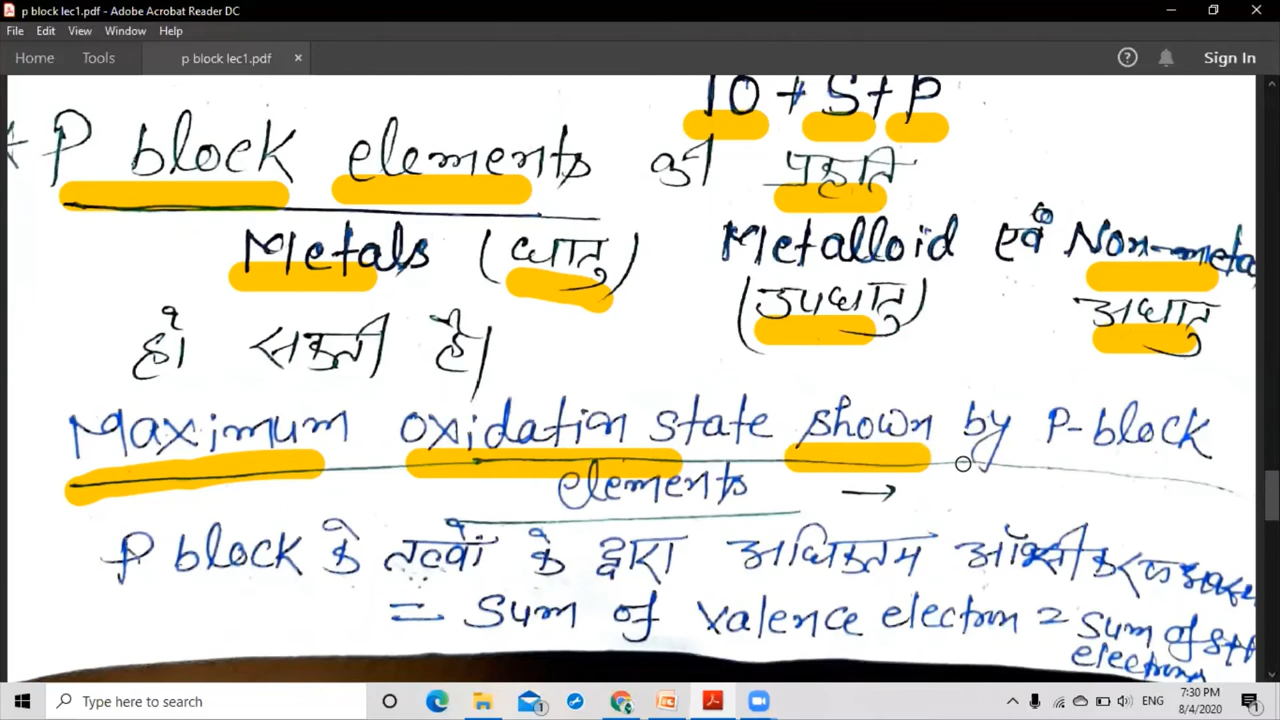 p block lec1.pdf - Adobe Acrobat Reader DC
File Edit View Window Help
Home Tools p block lec1.pdf × Sign In
10 + S + P
P block elements की प्रकृति
Metals (धातु) Metalloid एवं Non-meta
(उपधातु) अधातु
हो सकती है।
Maximum oxidation state shown by P-block
elements →
P block के तत्वों के द्वारा अधिकतम
= Sum of valence electron = Sum of S+P
electron
Type here to search
ENG 7:30 PM
8/4/2020